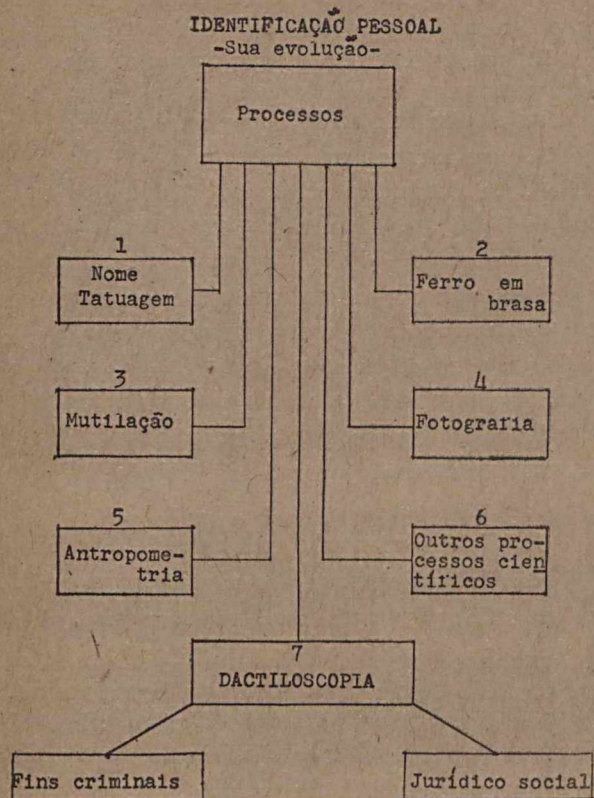 IDENTIFICAÇÃO PESSOAL
-Sua evolução-
Processos
1
Nome
Tatuagem
2
Ferro em
brasa
3
Mutilação
4
Fotografia
5
Antropome-
tria
6
Outros pro-
cessos cien
tíficos
7
DACTILOSCOPIA
Fins criminais
Jurídico social